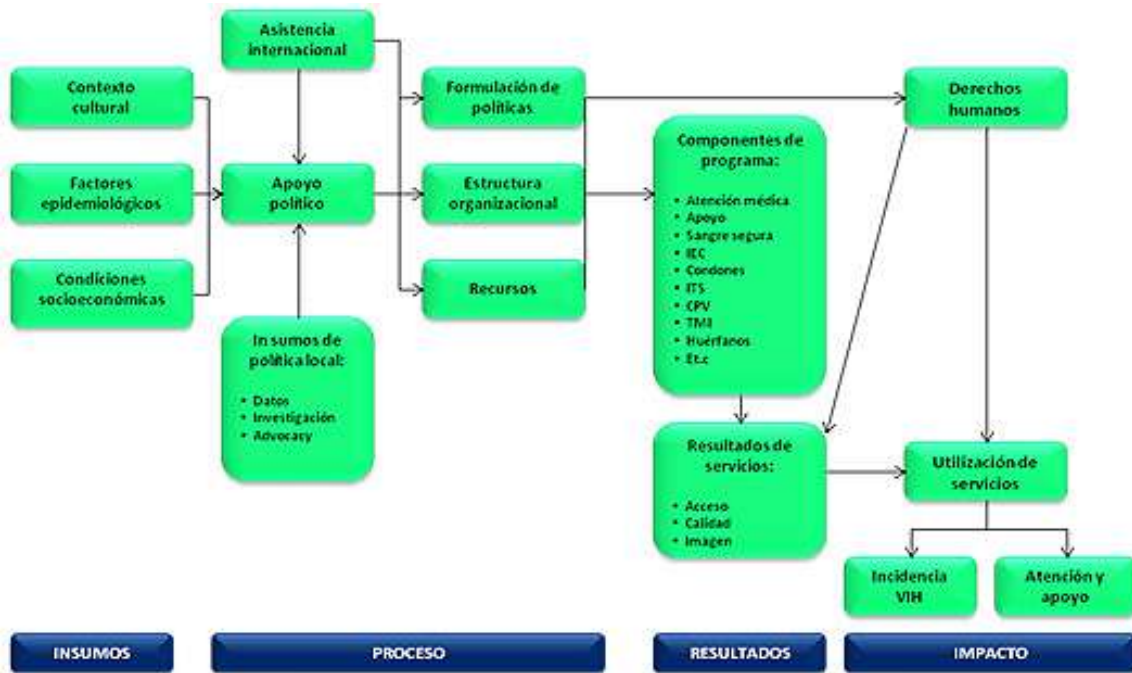 Asistencia
internacional
Contexto
cultural
Formulación de
políticas
Derechos
humanos
Componentes de
programa:
• Atención médica
• Apoyo
• Sangre segura
• IEC
• Condones
• ITS
• CPV
• TMI
• Huérfanos
• Et.c
Factores
epidemiológicos
Apoyo
político
Estructura
organizacional
Condiciones
socioeconómicas
Recursos
In sumos de
política local:
• Datos
• Investigación
• Advocacy
Resultados de
servicios:
• Acceso
• Calidad
• Imagen
Utilización de
servicios
Incidencia
VIH
Atención y
apoyo
INSUMOS
PROCESO
RESULTADOS
IMPACTO